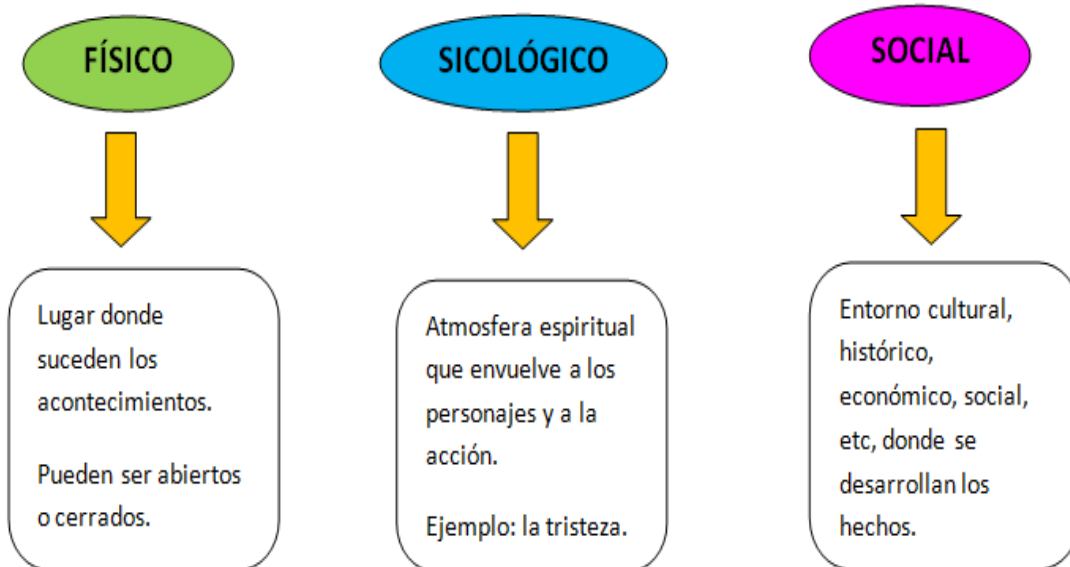 FÍSICO
Lugar donde
suceden los
acontecimientos.
Pueden ser abiertos
o cerrados.
SICOLÓGICO
Atmosfera espiritual
que envuelve a los
personajes y a la
acción.
Ejemplo: la tristeza.
SOCIAL
Entorno cultural,
histórico,
económico, social,
etc, donde se
desarrollan los
hechos.